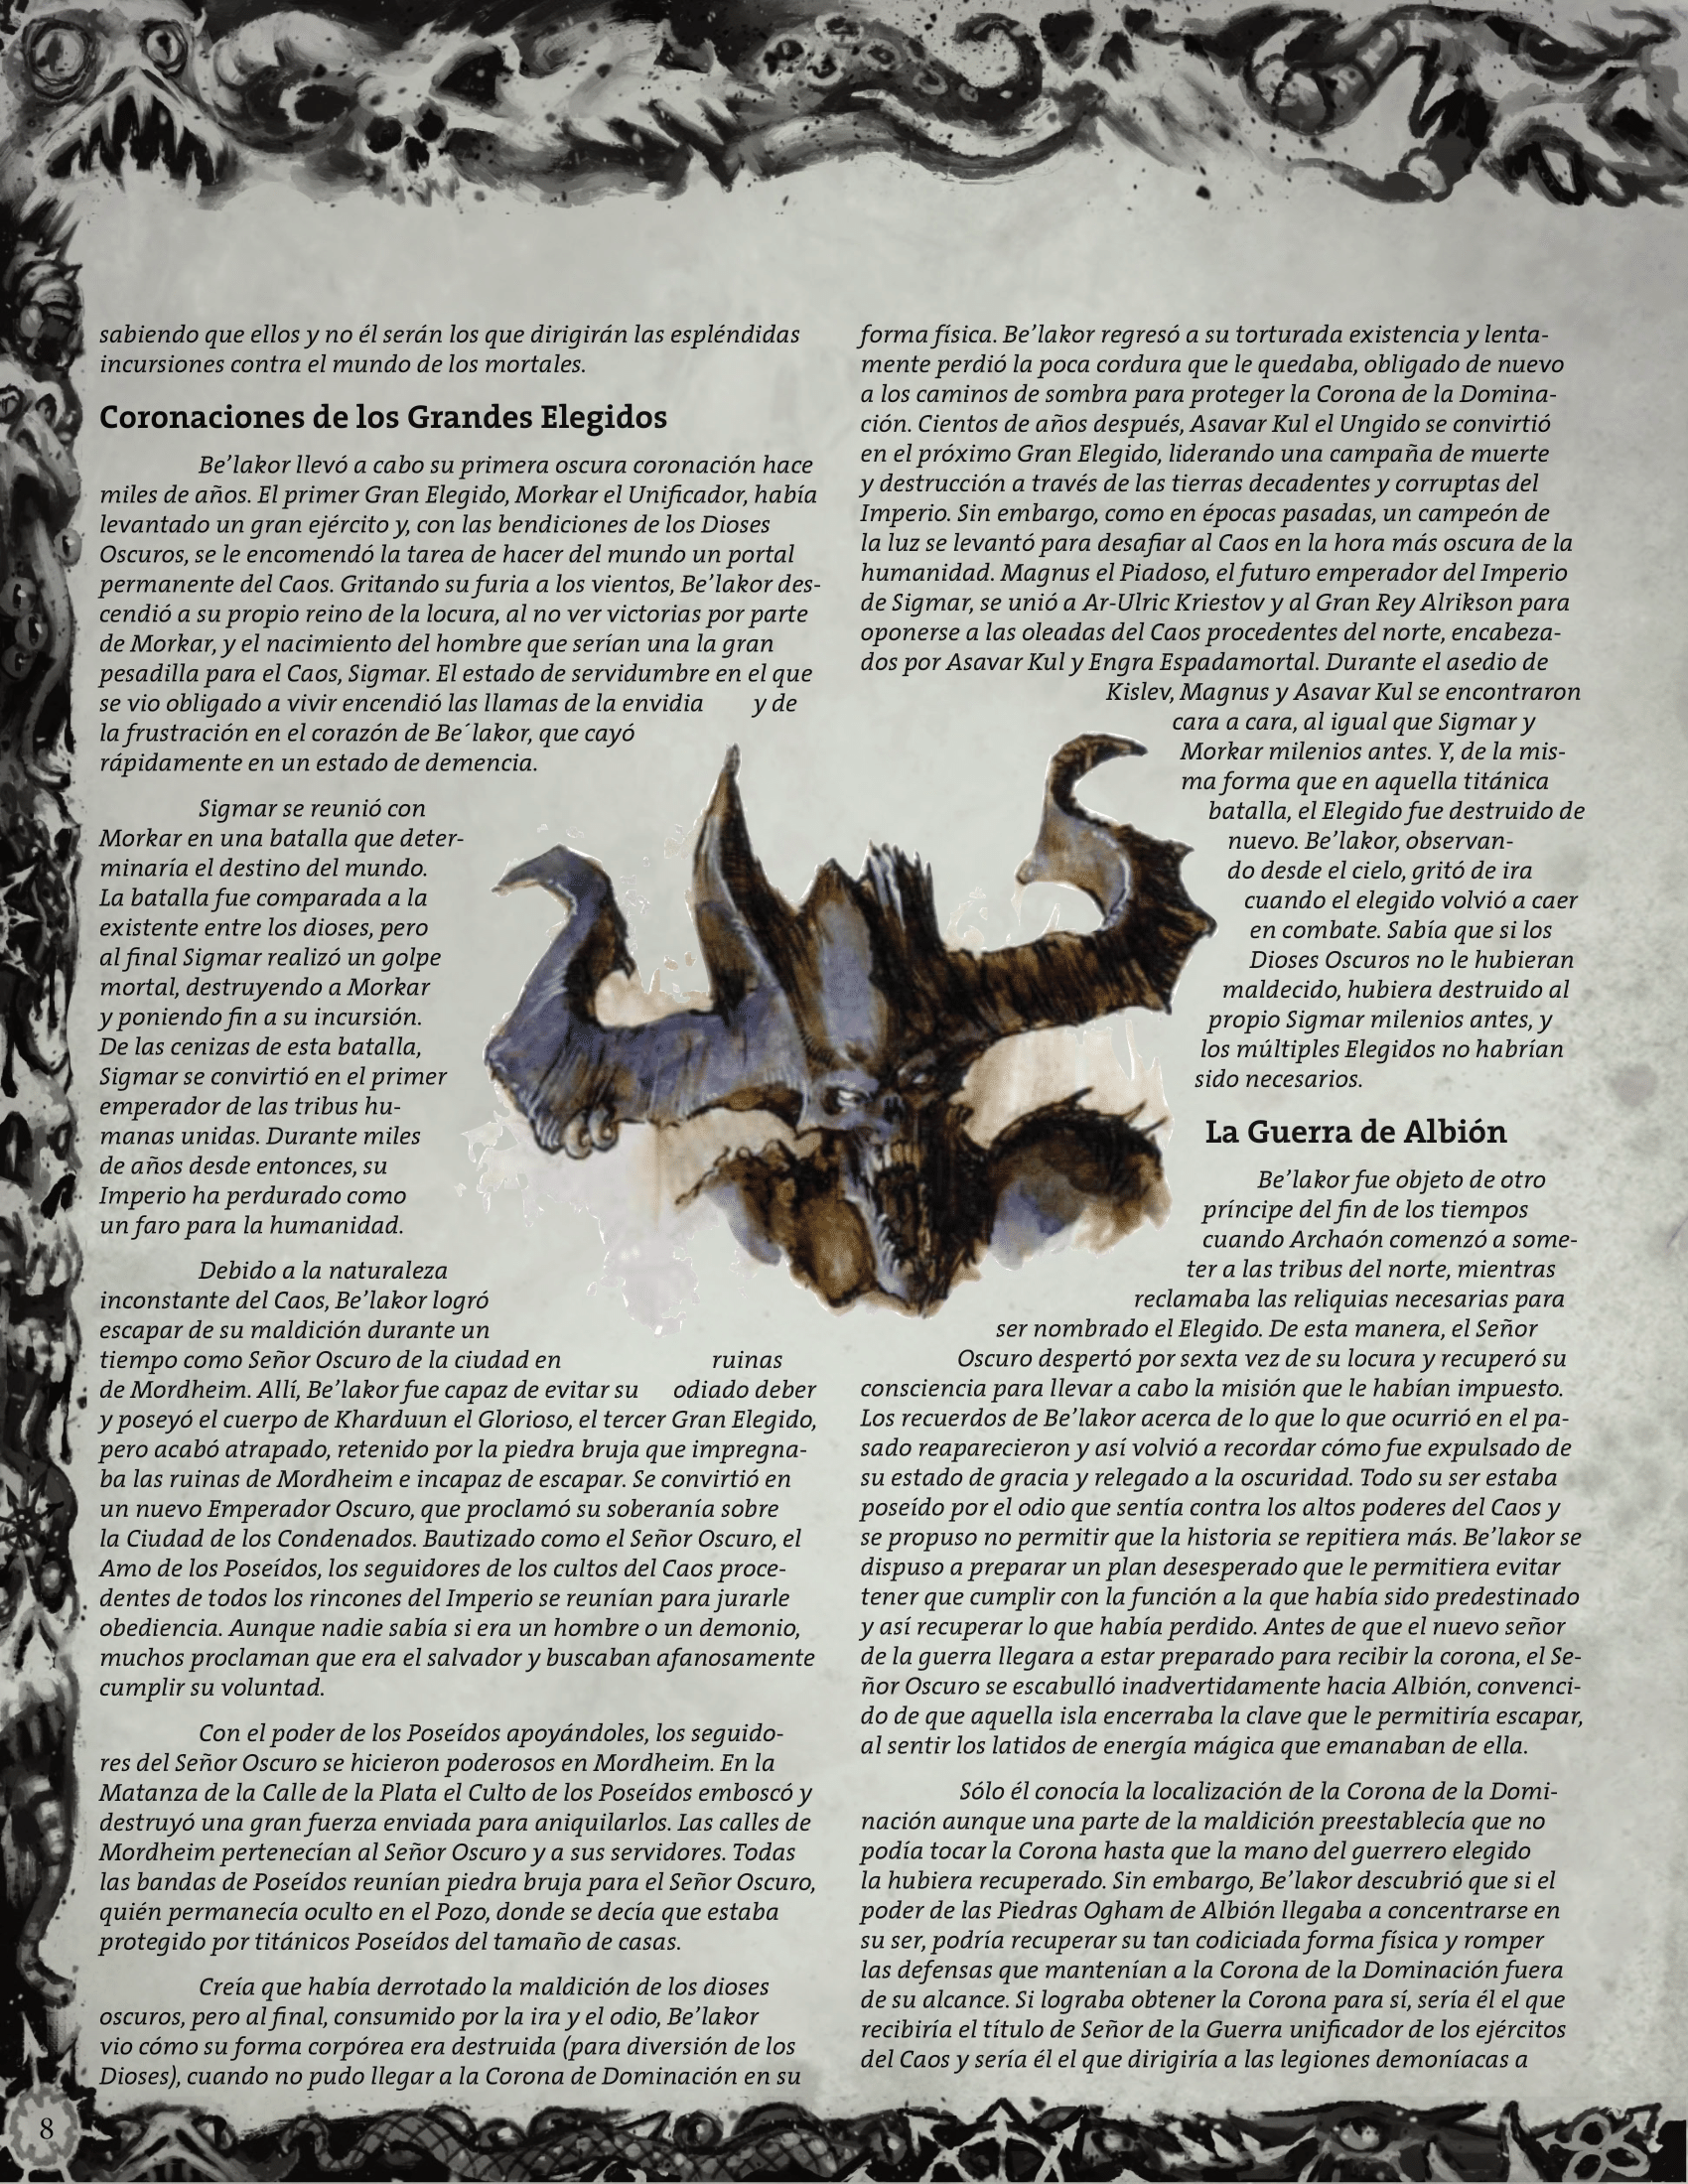 sabiendo que ellos y no él serán los que dirigirán las espléndidas
incursiones contra el mundo de los mortales.
Coronaciones de los Grandes Elegidos
Be’lakor llevó a cabo su primera oscura coronación hace
miles de años. El primer Gran Elegido, Morkar el Unificador, había
levantado un gran ejército y, con las bendiciones de los Dioses
Oscuros, se le encomendó la tarea de hacer del mundo un portal
permanente del Caos. Gritando su furia a los vientos, Be’lakor des-
cendió a su propio reino de la locura, al no ver victorias por parte
de Morkar, y el nacimiento del hombre que serían una la gran
pesadilla para el Caos, Sigmar. El estado de servidumbre en el que
se vio obligado a vivir encendió las llamas de la envidia y de
la frustración en el corazón de Be´lakor, que cayó
rápidamente en un estado de demencia.
Sigmar se reunió con
Morkar en una batalla que deter-
minaría el destino del mundo.
La batalla fue comparada a la
existente entre los dioses, pero
al final Sigmar realizó un golpe
mortal, destruyendo a Morkar
y poniendo fin a su incursión.
De las cenizas de esta batalla,
Sigmar se convirtió en el primer
emperador de las tribus hu-
manas unidas. Durante miles
de años desde entonces, su
Imperio ha perdurado como
un faro para la humanidad.
Debido a la naturaleza
inconstante del Caos, Be’lakor logró
escapar de su maldición durante un
tiempo como Señor Oscuro de la ciudad en ruinas
de Mordheim. Allí, Be’lakor fue capaz de evitar su odiado deber
y poseyó el cuerpo de Kharduun el Glorioso, el tercer Gran Elegido,
pero acabó atrapado, retenido por la piedra bruja que impregna-
ba las ruinas de Mordheim e incapaz de escapar. Se convirtió en
un nuevo Emperador Oscuro, que proclamó su soberanía sobre
la Ciudad de los Condenados. Bautizado como el Señor Oscuro, el
Amo de los Poseídos, los seguidores de los cultos del Caos proce-
dentes de todos los rincones del Imperio se reunían para jurarle
obediencia. Aunque nadie sabía si era un hombre o un demonio,
muchos proclaman que era el salvador y buscaban afanosamente
cumplir su voluntad.
Con el poder de los Poseídos apoyándoles, los seguido-
res del Señor Oscuro se hicieron poderosos en Mordheim. En la
Matanza de la Calle de la Plata el Culto de los Poseídos emboscó y
destruyó una gran fuerza enviada para aniquilarlos. Las calles de
Mordheim pertenecían al Señor Oscuro y a sus servidores. Todas
las bandas de Poseídos reunían piedra bruja para el Señor Oscuro,
quién permanecía oculto en el Pozo, donde se decía que estaba
protegido por titánicos Poseídos del tamaño de casas.
Creía que había derrotado la maldición de los dioses
oscuros, pero al final, consumido por la ira y el odio, Be’lakor
vio cómo su forma corpórea era destruida (para diversión de los
Dioses), cuando no pudo llegar a la Corona de Dominación en su
forma física. Be’lakor regresó a su torturada existencia y lenta-
mente perdió la poca cordura que le quedaba, obligado de nuevo
a los caminos de sombra para proteger la Corona de la Domina-
ción. Cientos de años después, Asavar Kul el Ungido se convirtió
en el próximo Gran Elegido, liderando una campaña de muerte
y destrucción a través de las tierras decadentes y corruptas del
Imperio. Sin embargo, como en épocas pasadas, un campeón de
la luz se levantó para desafiar al Caos en la hora más oscura de la
humanidad. Magnus el Piadoso, el futuro emperador del Imperio
de Sigmar, se unió a Ar-Ulric Kriestov y al Gran Rey Alrikson para
oponerse a las oleadas del Caos procedentes del norte, encabeza-
dos por Asavar Kul y Engra Espadamortal. Durante el asedio de
Kislev, Magnus y Asavar Kul se encontraron
cara a cara, al igual que Sigmar y
Morkar milenios antes. Y, de la mis-
ma forma que en aquella titánica
batalla, el Elegido fue destruido de
nuevo. Be’lakor, observan-
do desde el cielo, gritó de ira
cuando el elegido volvió a caer
en combate. Sabía que si los
Dioses Oscuros no le hubieran
maldecido, hubiera destruido al
propio Sigmar milenios antes, y
los múltiples Elegidos no habrían
sido necesarios.
La Guerra de Albión
Be’lakor fue objeto de otro
príncipe del fin de los tiempos
cuando Archaón comenzó a some-
ter a las tribus del norte, mientras
reclamaba las reliquias necesarias para
ser nombrado el Elegido. De esta manera, el Señor
Oscuro despertó por sexta vez de su locura y recuperó su
consciencia para llevar a cabo la misión que le habían impuesto.
Los recuerdos de Be’lakor acerca de lo que lo que ocurrió en el pa-
sado reaparecieron y así volvió a recordar cómo fue expulsado de
su estado de gracia y relegado a la oscuridad. Todo su ser estaba
poseído por el odio que sentía contra los altos poderes del Caos y
se propuso no permitir que la historia se repitiera más. Be’lakor se
dispuso a preparar un plan desesperado que le permitiera evitar
tener que cumplir con la función a la que había sido predestinado
y así recuperar lo que había perdido. Antes de que el nuevo señor
de la guerra llegara a estar preparado para recibir la corona, el Se-
ñor Oscuro se escabulló inadvertidamente hacia Albión, convenci-
do de que aquella isla encerraba la clave que le permitiría escapar,
al sentir los latidos de energía mágica que emanaban de ella.
Sólo él conocía la localización de la Corona de la Domi-
nación aunque una parte de la maldición preestablecía que no
podía tocar la Corona hasta que la mano del guerrero elegido
la hubiera recuperado. Sin embargo, Be’lakor descubrió que si el
poder de las Piedras Ogham de Albión llegaba a concentrarse en
su ser, podría recuperar su tan codiciada forma física y romper
las defensas que mantenían a la Corona de la Dominación fuera
de su alcance. Si lograba obtener la Corona para sí, sería él el que
recibiría el título de Señor de la Guerra unificador de los ejércitos
del Caos y sería él el que dirigiría a las legiones demoníacas a
8